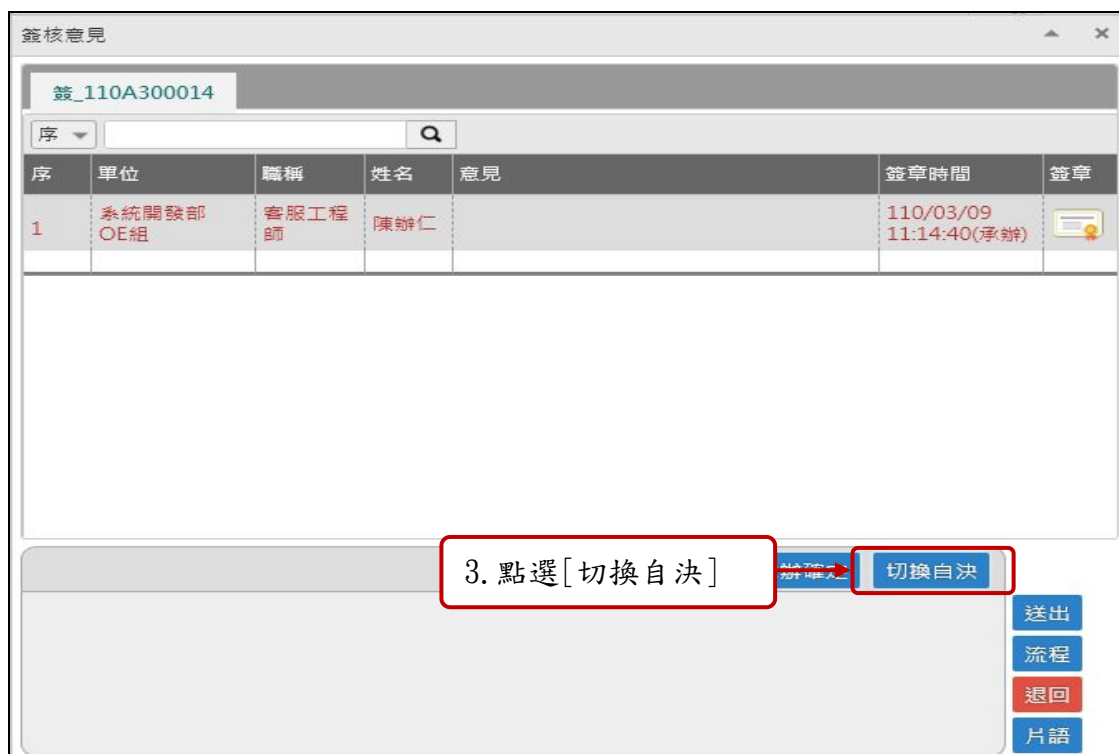 簽核意見
簽_110A300014
序
序 單位 職稱 姓名 意見 簽章時間 簽章
1 系統開發部 客服工程 陳辦仁 110/03/09
OE組 師 11:14:40(承辦)
3.點選[切換自決] 辦確定 切換自決
送出
流程
退回
片語